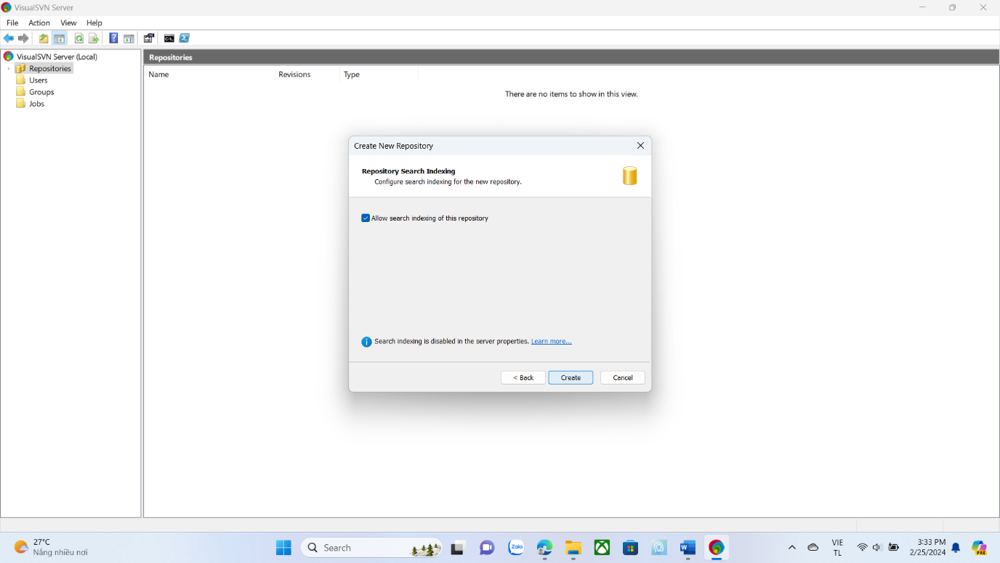 VisualSVN Server
File Action View Help
VisualSVN Server (Local)
Repositories
Users
Groups
Jobs
Repositories
Name Revisions Type
There are no items to show in this view.
Create New Repository
Repository Search Indexing
Configure search indexing for the new repository.
Allow search indexing of this repository
Search indexing is disabled in the server properties. Learn more...
< Back Create Cancel
27°C
Nắng nhiều nơi
Search
Zalo
VIE
TL
3:33 PM
2/25/2024
PRE